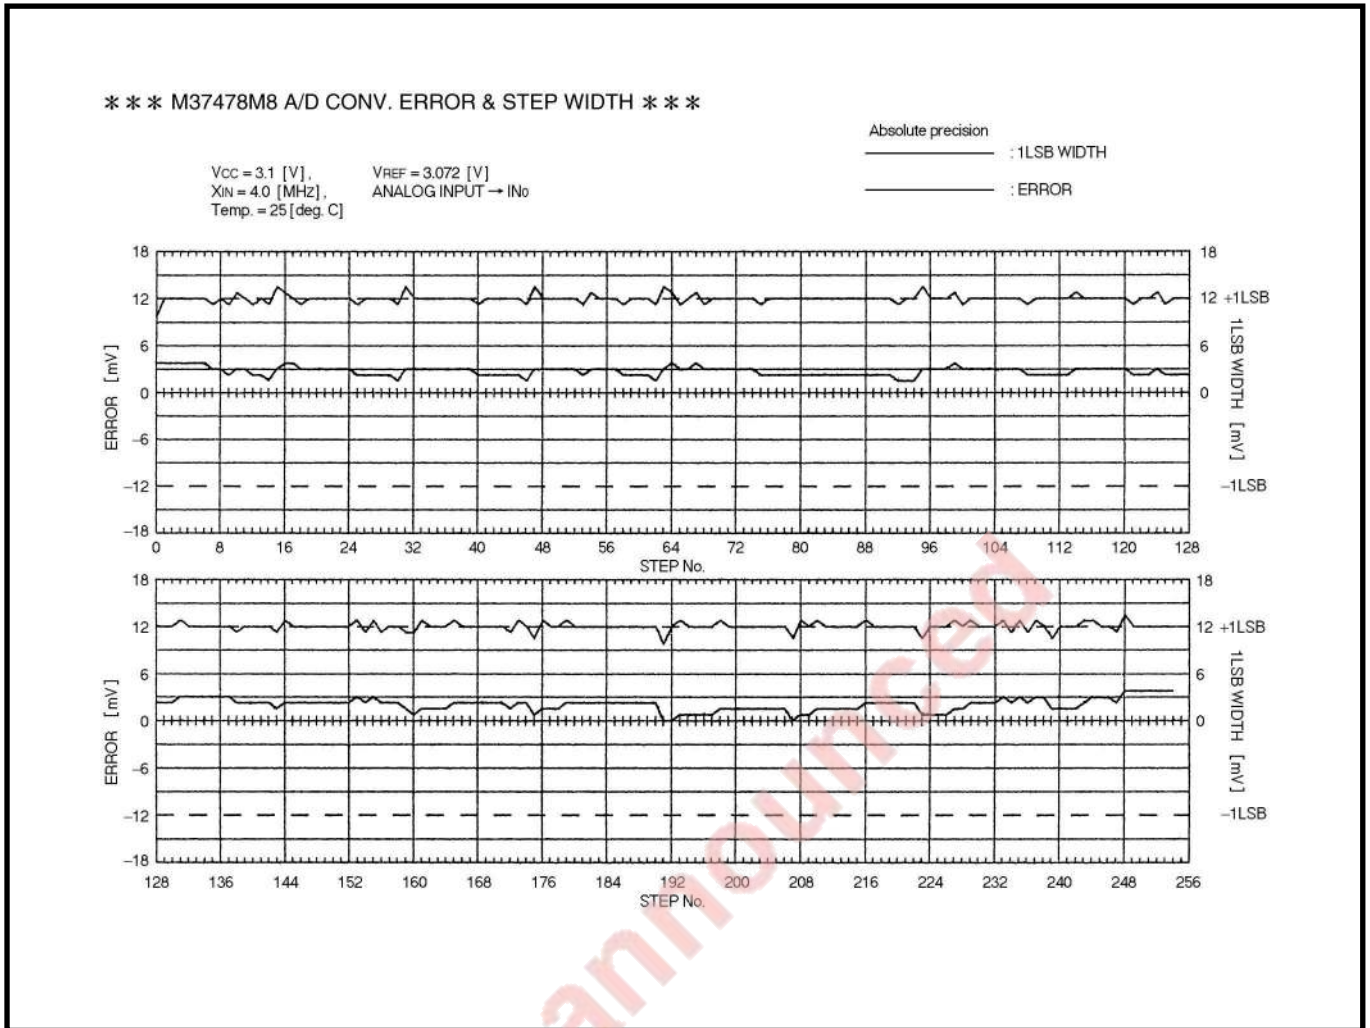 *** M37478M8 A/D CONV. ERROR & STEP WIDTH ***
Absolute precision
: 1LSB WIDTH
: ERROR
VCC = 3.1 [V],
VREF = 3.072 [V]
XIN = 4.0 [MHz],
ANALOG INPUT → IN0
Temp. = 25 [deg. C]
18
12
6
0
–6
–12
–18
ERROR [mV]
18
12 +1LSB
6
0
–1LSB
1LSB WIDTH [mV]
0 8 16 24 32 40 48 56 64 72 80 88 96 104 112 120 128
STEP No.
18
12
6
0
–6
–12
–18
ERROR [mV]
18
12 +1LSB
6
0
–1LSB
1LSB WIDTH [mV]
128 136 144 152 160 168 176 184 192 200 208 216 224 232 240 248 256
STEP No.
announced